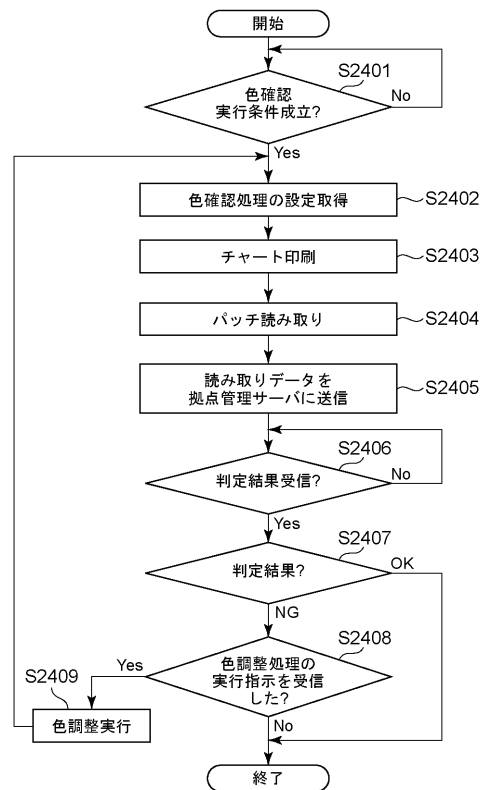 開始
S2401
色確認
実行条件成立?
No
Yes
色確認処理の設定取得
S2402
チャート印刷
S2403
パッチ読み取り
S2404
読み取りデータを
拠点管理サーバに送信
S2405
S2406
判定結果受信?
No
Yes
S2407
判定結果?
OK
NG
S2408
色調整処理の
実行指示を受信
した?
Yes
S2409
色調整実行
No
終了